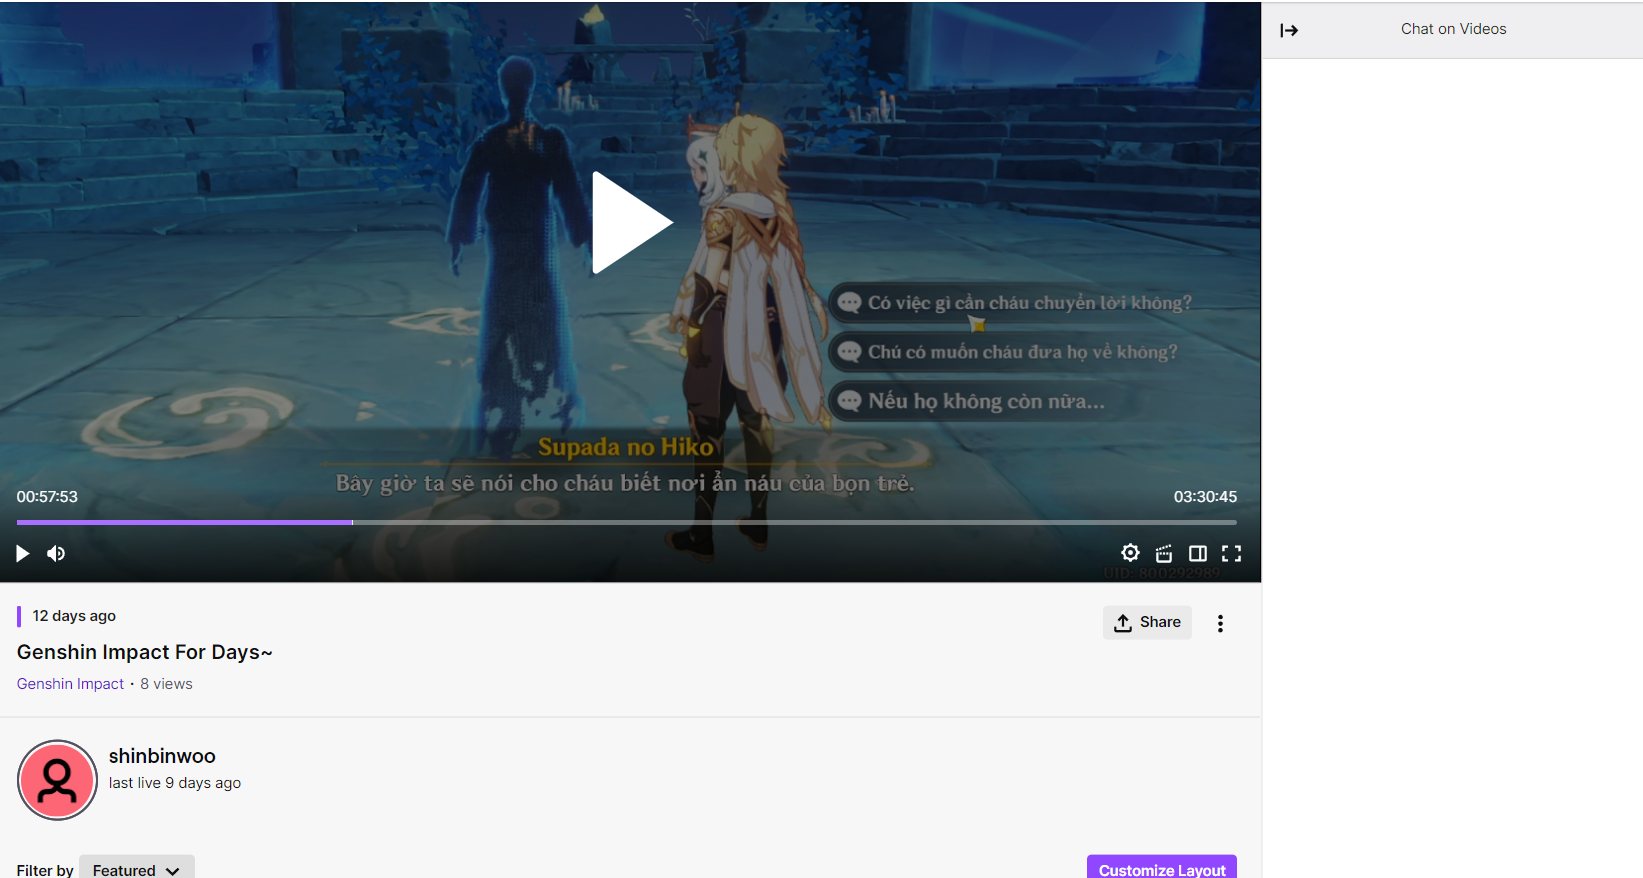 Chat on Videos
Có việc gì cần cháu chuyển lời không?
Chú có muốn cháu đưa họ về không?
Nếu họ không còn nữa...
Supada no Hiko
Bây giờ ta sẽ nói cho cháu biết nơi ẩn náu của bọn trẻ.
00:57:53
03:30:45
UID: 800292989
12 days ago
Share
Genshin Impact For Days~
Genshin Impact • 8 views
shinbinwoo
last live 9 days ago
Filter by
Featured
Customize Layout